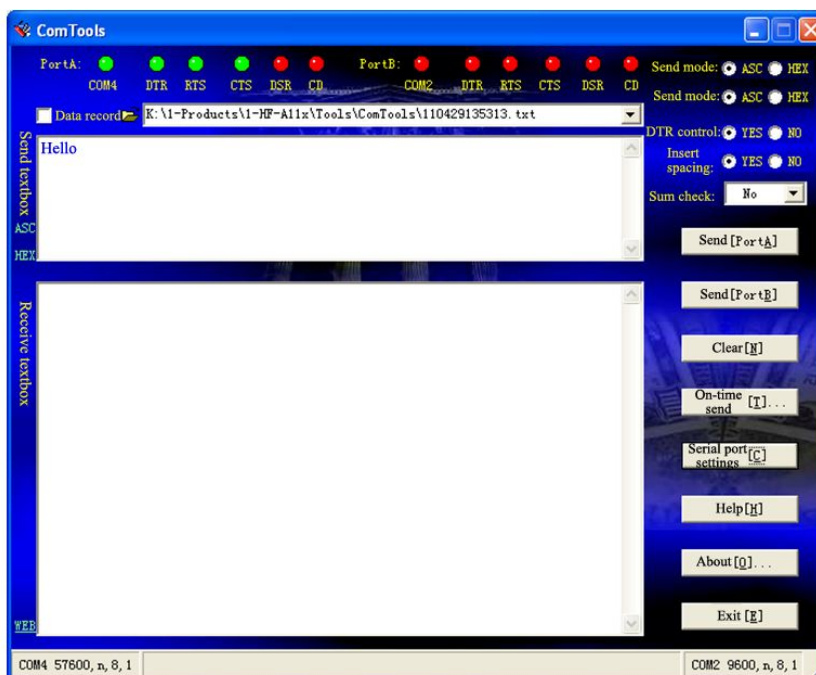 ComTools
PortA: PortB:
COM4 DTR RTS CTS DSR CD COM2 DTR RTS CTS DSR CD
Send mode: ASC HEX
Send mode: ASC HEX
Data record K:\1-Products\1-HF-A11x\Tools\ComTools\110429135313.txt
DTR control: YES NO
Send textbox
Hello
Insert
spacing: YES NO
Sum check: No
ASC
HEX
Send[PortA]
Send[PortB]
Receive textbox
Clear[N]
On-time
send [T]...
Serial port
settings [C]
Help[H]
About[O]...
Exit[E]
WEB
COM4 57600, n, 8, 1 COM2 9600, n, 8, 1